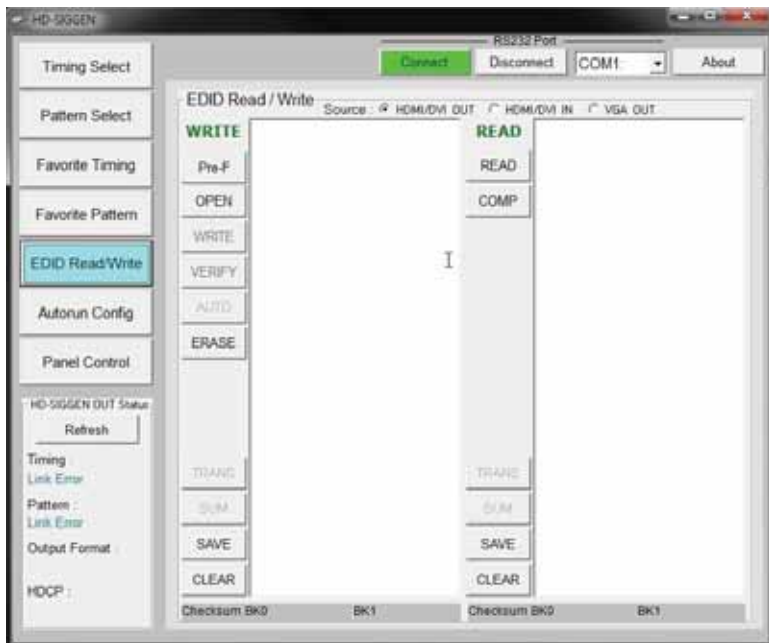 HD-SIGGEN
RS232 Port
Timing Select
Connect
Disconnect
COM1
About
Pattern Select
Favorite Timing
Favorite Pattern
EDID Read/Write
Autorun Config
Panel Control
EDID Read / Write
Source : HDMI/DVI OUT HDMI/DVI IN VGA OUT
WRITE
Pre-F
OPEN
WRITE
VERIFY
AUTO
ERASE
TRANS
SUM
SAVE
CLEAR
Checksum BK0 BK1
READ
READ
COMP
TRANS
SUM
SAVE
CLEAR
Checksum BK0 BK1
HD-SIGGEN OUT Status
Refresh
Timing :
Link Error
Pattern :
Link Error
Output Format :
HDCP :